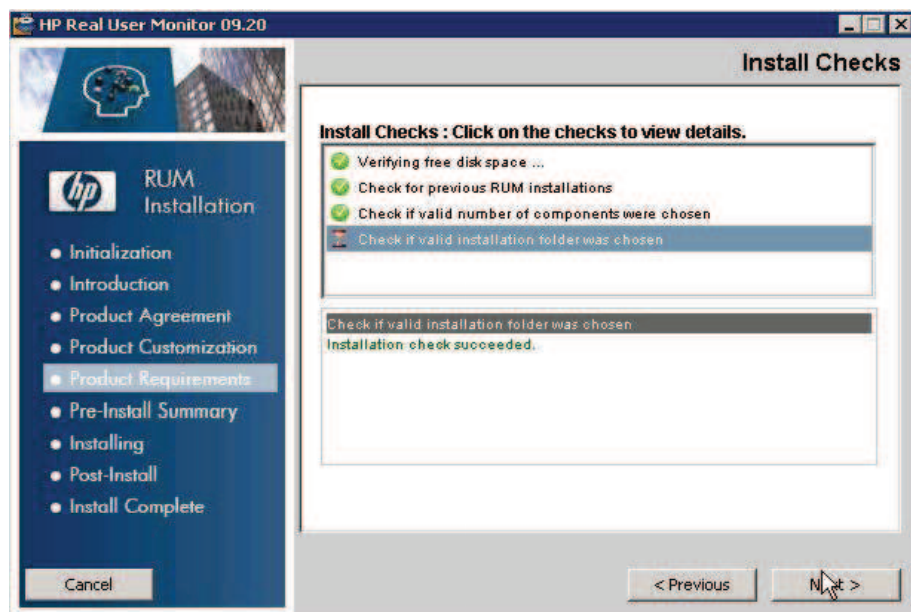 HP Real User Monitor 09.20
Install Checks
hp
RUM
Installation
Initialization
Introduction
Product Agreement
Product Customization
Product Requirements
Pre-Install Summary
Installing
Post-Install
Install Complete
Install Checks : Click on the checks to view details.
Verifying free disk space ...
Check for previous RUM installations
Check if valid number of components were chosen
Check if valid installation folder was chosen
Check if valid installation folder was chosen
Installation check succeeded.
Cancel
< Previous
Next >